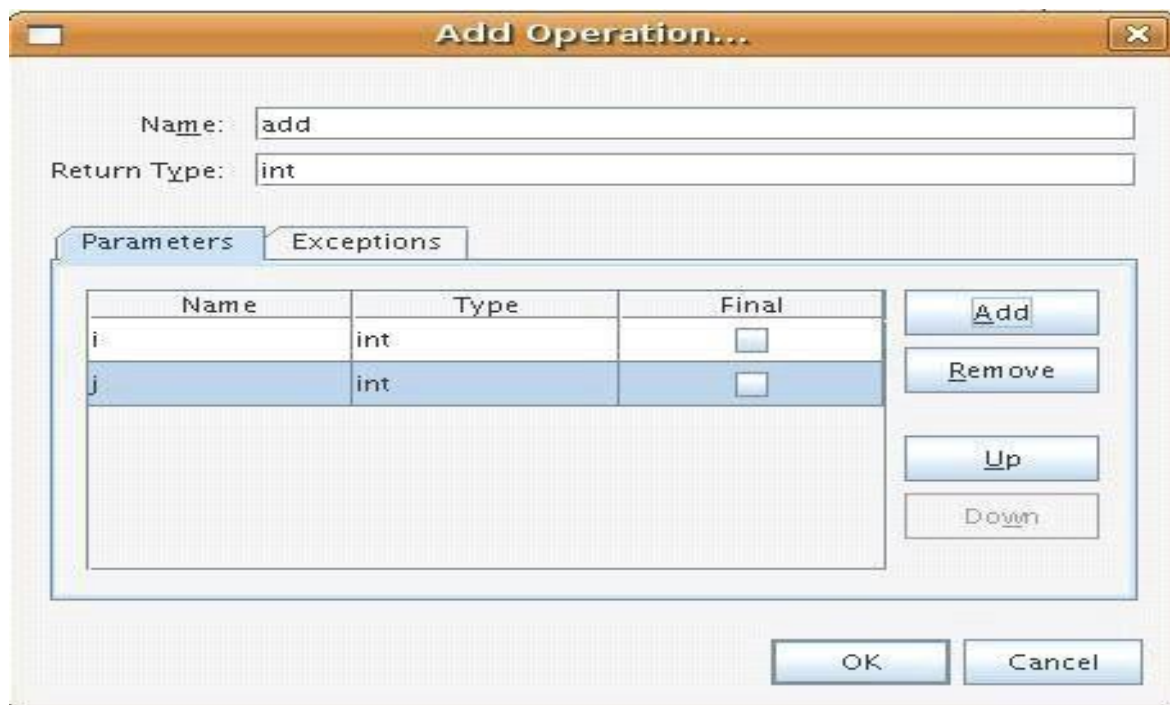 Add Operation...
Name: add
Return Type: int
Parameters Exceptions
Name Type Final
i int
j int
Add
Remove
Up
Down
OK Cancel